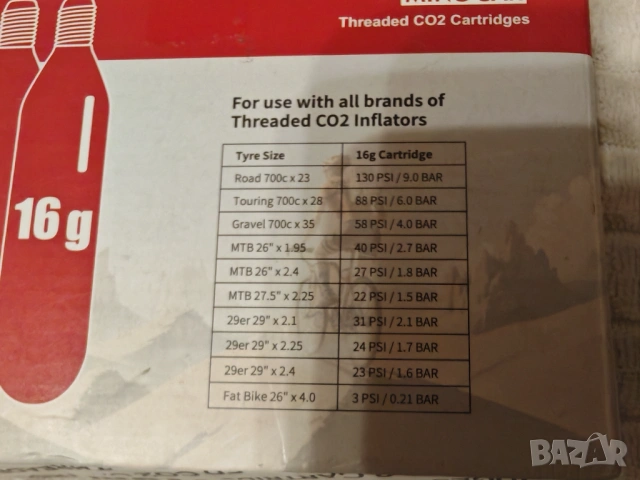 Threaded CO2 Cartridges
For use with all brands of
Threaded CO2 Inflators
Tyre Size 16g Cartridge
Road 700c x 23 130 PSI / 9.0 BAR
Touring 700c x 28 88 PSI / 6.0 BAR
Gravel 700c x 35 58 PSI / 4.0 BAR
MTB 26" x 1.95 40 PSI / 2.7 BAR
MTB 26" x 2.4 27 PSI / 1.8 BAR
MTB 27.5" x 2.25 22 PSI / 1.5 BAR
29er 29" x 2.1 31 PSI / 2.1 BAR
29er 29" x 2.25 24 PSI / 1.7 BAR
29er 29" x 2.4 23 PSI / 1.6 BAR
Fat Bike 26" x 4.0 3 PSI / 0.21 BAR
16 g
BAZAR